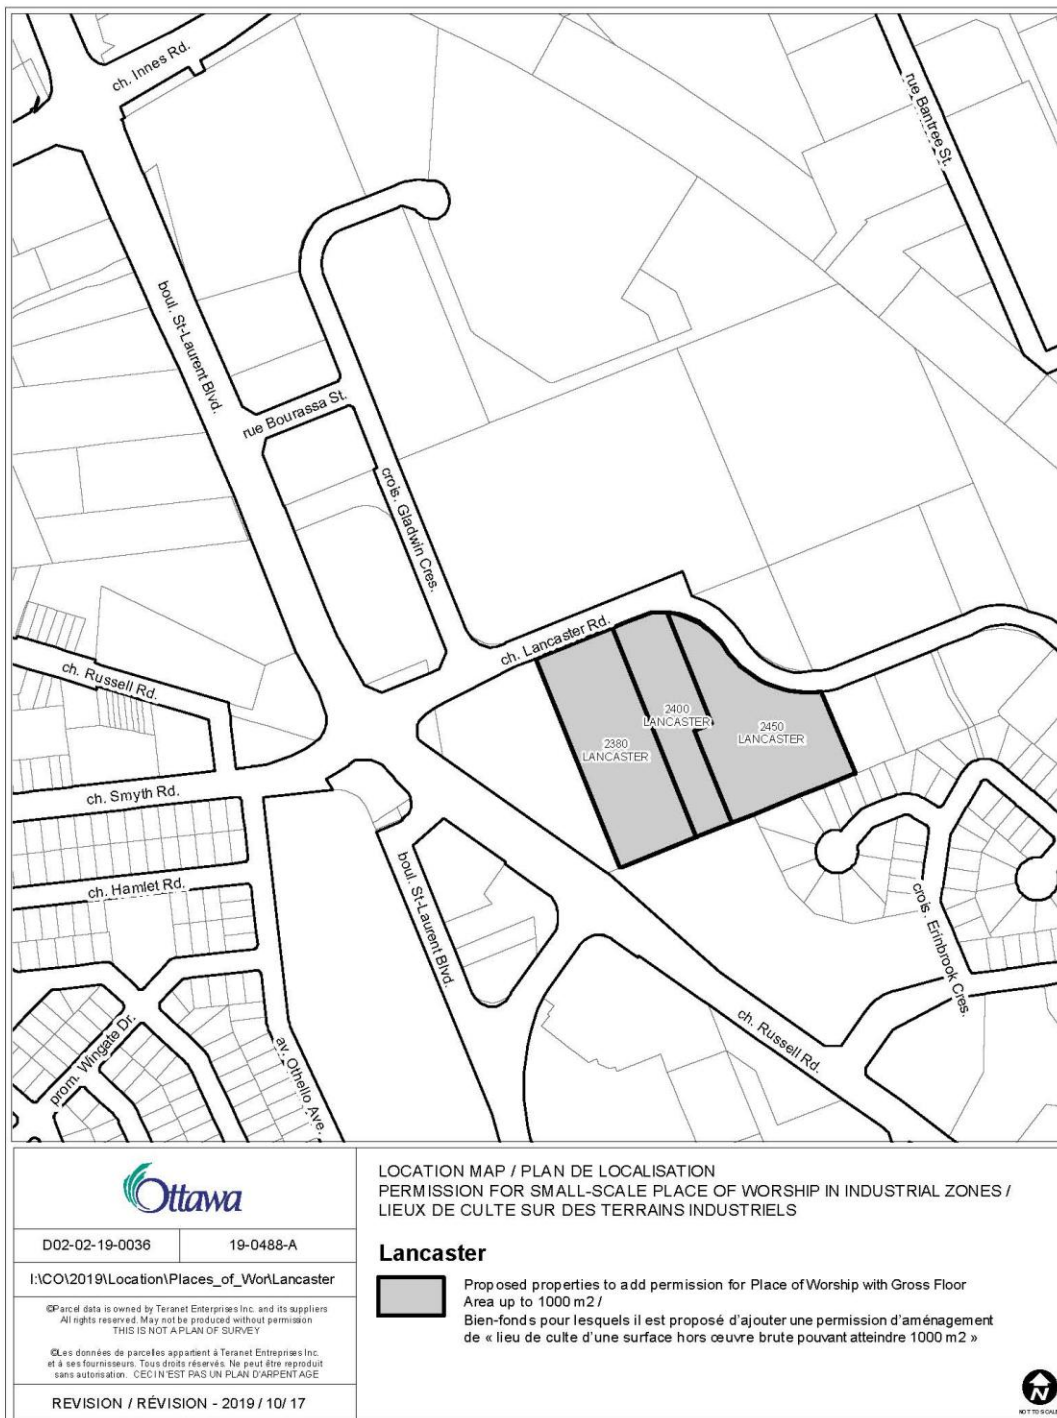 ch. Innes Rd.
rue Bantree St.
boul. St-Laurent Blvd.
rue Bourassa St.
crois. Gladwin Cres.
ch. Lancaster Rd.
ch. Russell Rd.
2400
LANCASTER
2450
LANCASTER
2380
LANCASTER
ch. Smyth Rd.
ch. Hamlet Rd.
boul. St-Laurent Blvd.
crois. Erinbrook Cres.
prom. Wingate Dr.
av. Othello Ave.
ch. Russell Rd.
Ottawa
D02-02-19-0036
19-0488-A
I:\CO\2019\Location\Places_of_Wor\Lancaster
©Parcel data is owned by Teranet Enterprises Inc. and its suppliers
All rights reserved. May not be produced without permission
THIS IS NOT A PLAN OF SURVEY
©Les données de parcelles appartient à Teranet Entreprises Inc.
et à ses fournisseurs. Tous droits réservés. Ne peut être reproduit
sans autorisation. CECI N'EST PAS UN PLAN D'ARPENTAGE
REVISION / RÉVISION - 2019 / 10/ 17
LOCATION MAP / PLAN DE LOCALISATION
PERMISSION FOR SMALL-SCALE PLACE OF WORSHIP IN INDUSTRIAL ZONES /
LIEUX DE CULTE SUR DES TERRAINS INDUSTRIELS
Lancaster
Proposed properties to add permission for Place of Worship with Gross Floor
Area up to 1000 m2 /
Bien-fonds pour lesquels il est proposé d'ajouter une permission d'aménagement
de « lieu de culte d'une surface hors œuvre brute pouvant atteindre 1000 m2 »
N
NOT TO SCALE